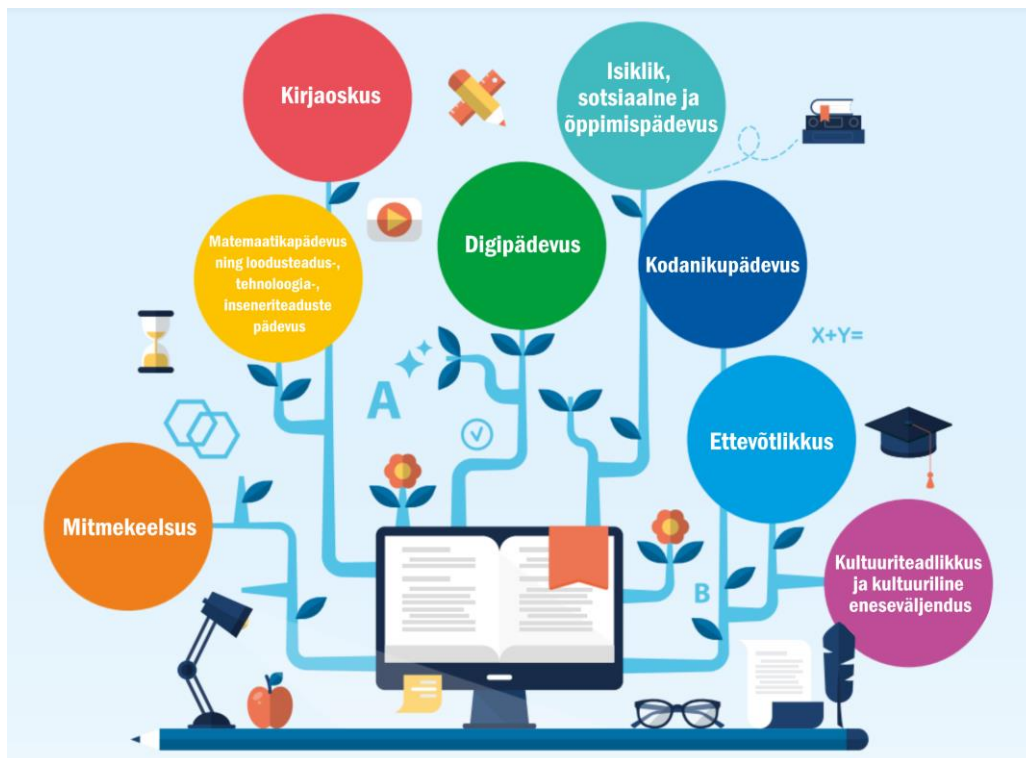 Kirjaoskus
Isiklik,
sotsiaalne ja
õppimispädevus
Matemaatikapädevus
ning loodusteadus-,
tehnoloogia-,
inseneriteaduste
pädevus
Digipädevus
Kodanikupädevus
X+Y=
A
Ettevõtlikkus
Mitmekeelsus
Kultuuriteadlikkus
ja kultuuriline
eneseväljendus
B